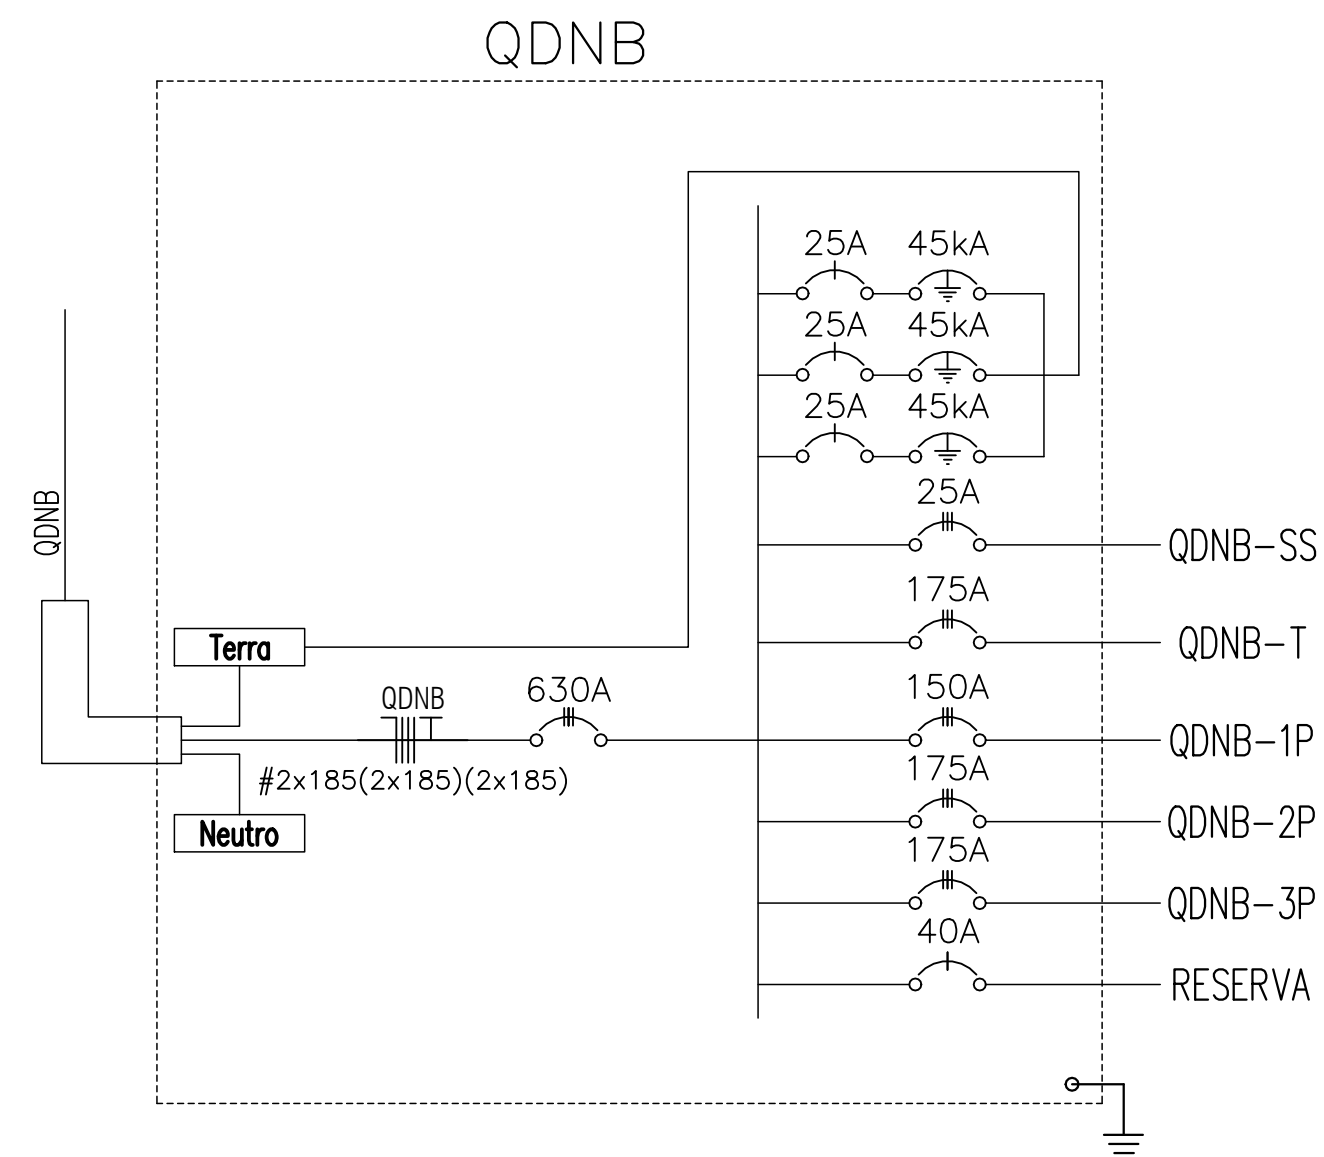 QDNB
25A 45kA
25A 45kA
25A 45kA
25A
QDNB-SS
175A
QDNB-T
150A
QDNB-1P
175A
QDNB-2P
175A
QDNB-3P
40A
RESERVA
QDNB
Terra
QDNB
630A
#2x185(2x185)(2x185)
Neutro